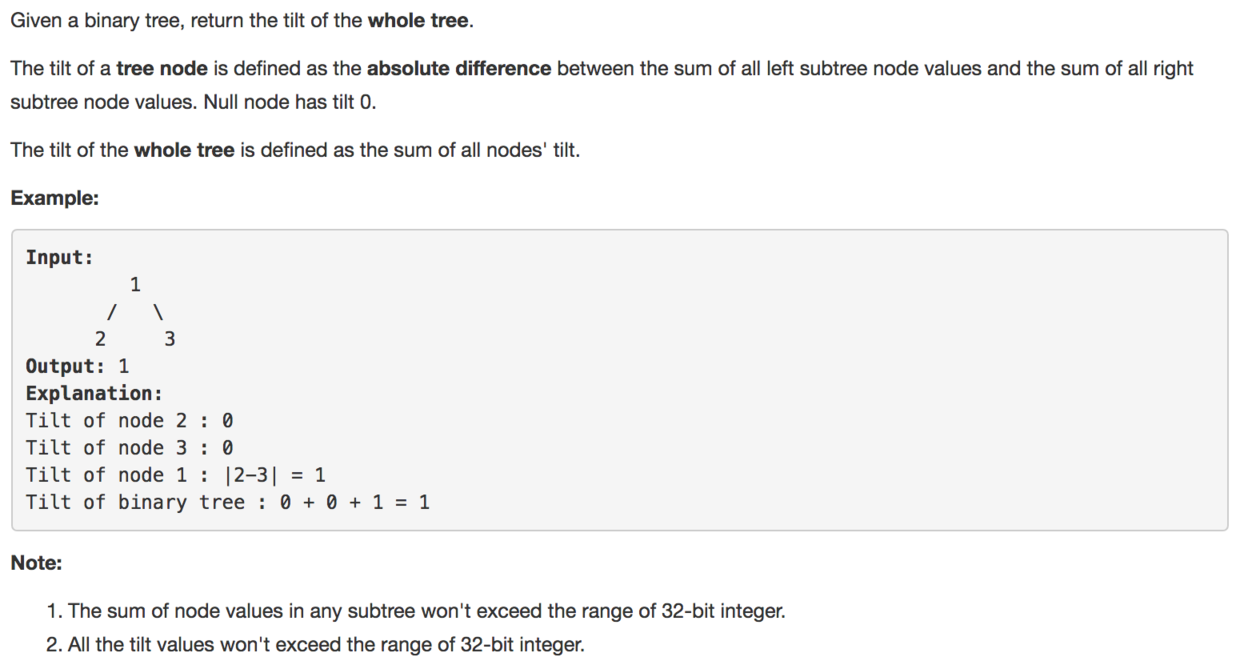 Given a binary tree, return the tilt of the whole tree.
The tilt of a tree node is defined as the absolute difference between the sum of all left subtree node values and the sum of all right
subtree node values. Null node has tilt 0.
The tilt of the whole tree is defined as the sum of all nodes' tilt.
Example:
Input:
         1
       /   \
      2     3
Output: 1
Explanation:
Tilt of node 2 : 0
Tilt of node 3 : 0
Tilt of node 1 : |2-3| = 1
Tilt of binary tree : 0 + 0 + 1 = 1
Note:
1. The sum of node values in any subtree won't exceed the range of 32-bit integer.
2. All the tilt values won't exceed the range of 32-bit integer.